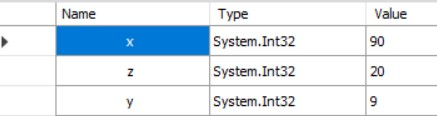 Name Type Value
x System.Int32 90
z System.Int32 20
y System.Int32 9